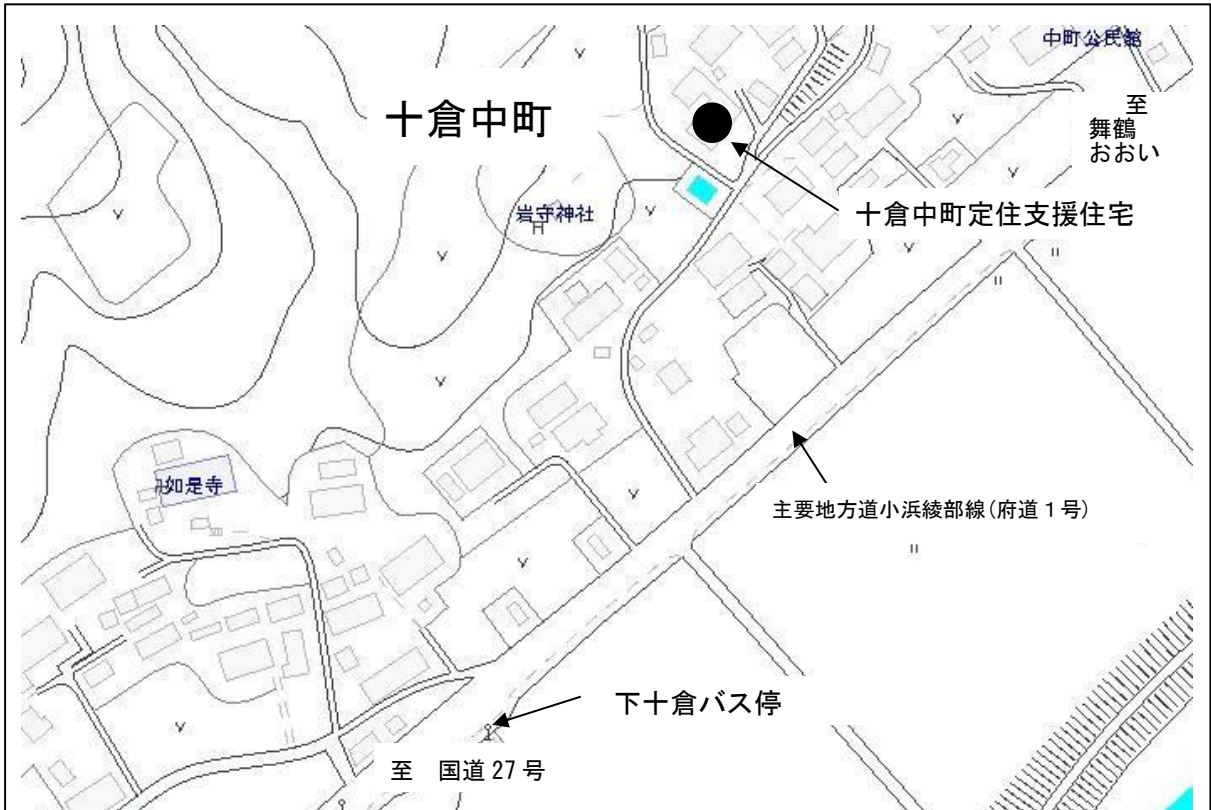 中町公民館
十倉中町
至
舞鶴
おおい
岩守神社
十倉中町定住支援住宅
如是寺
主要地方道小浜綾部線(府道1号)
下十倉バス停
至 国道27号